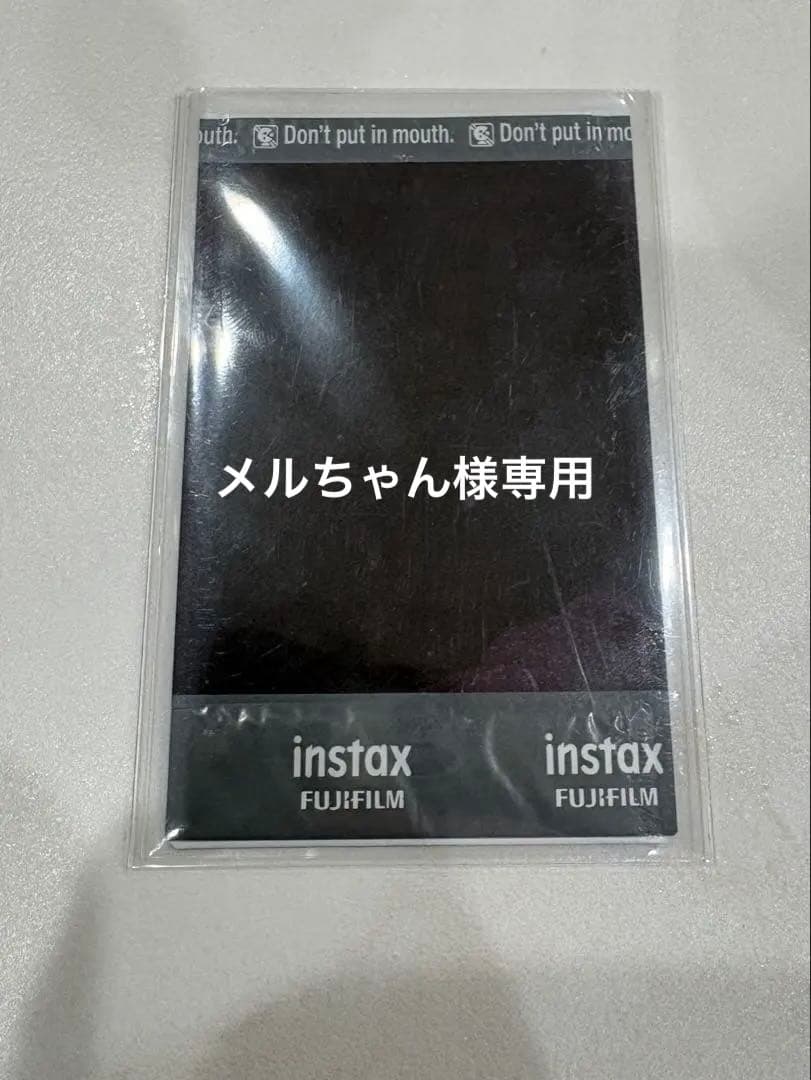 outh. Don't put in mouth. Don't put in mo
メルちゃん様専用
instax instax
FUJIFILM FUJIFILM